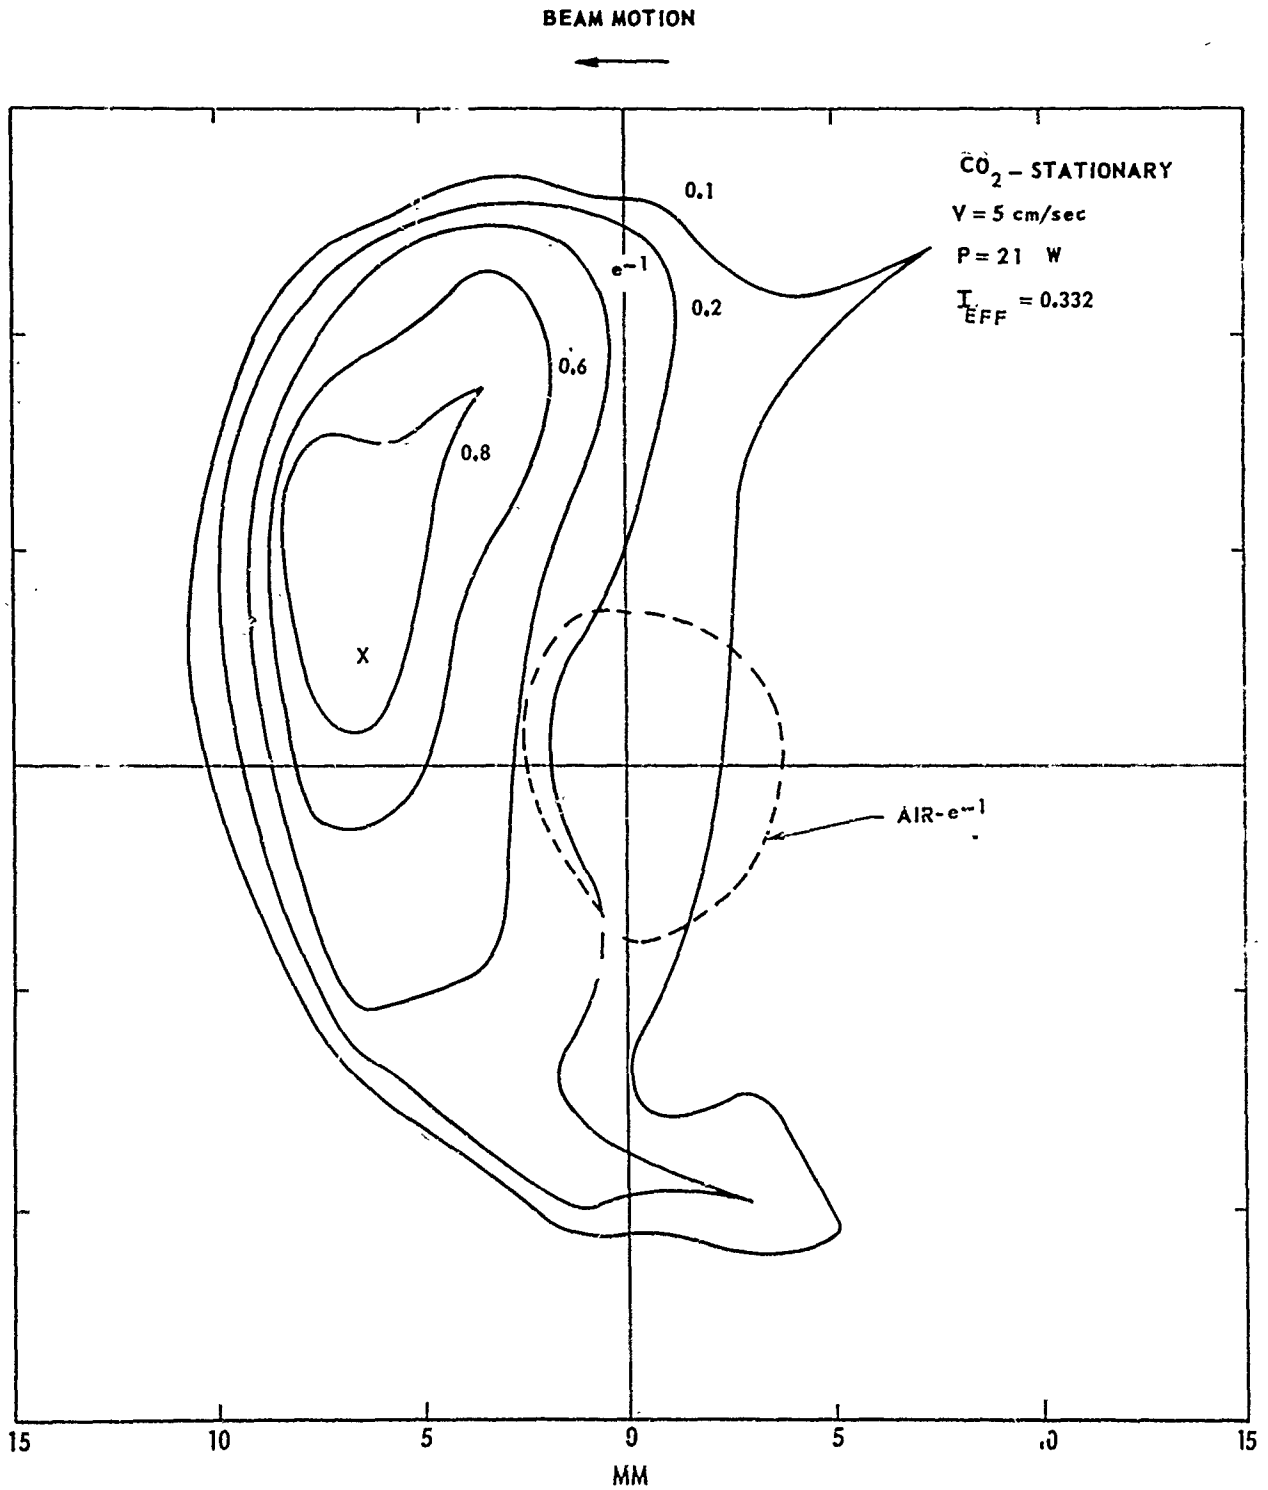 BEAM MOTION
CO2 - STATIONARY
V = 5 cm/sec
P = 21 W
IEFF = 0.332
0.1
e-1
0.2
0.6
0.8
X
AIR-e-1
15 10 5 0 5 10 15
MM